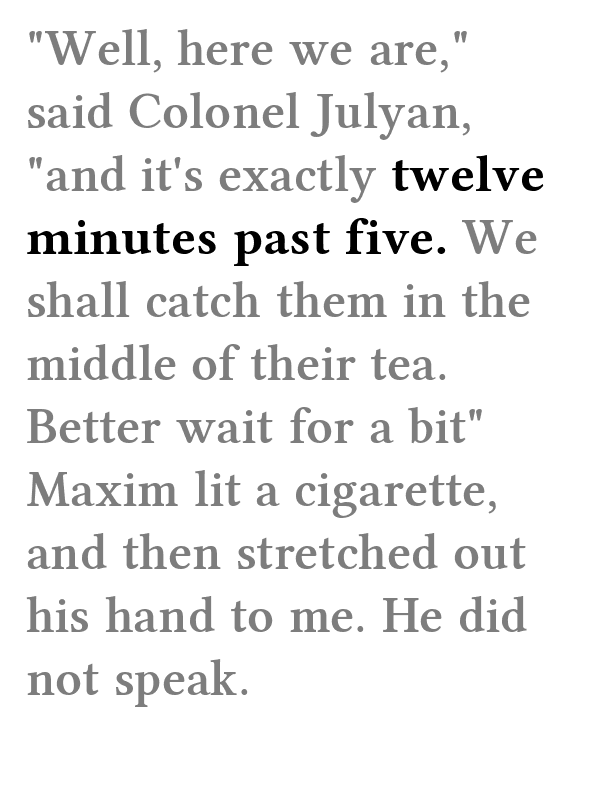 "Well, here we are,"
said Colonel Julyan,
"and it's exactly twelve
minutes past five. We
shall catch them in the
middle of their tea.
Better wait for a bit"
Maxim lit a cigarette,
and then stretched out
his hand to me. He did
not speak.